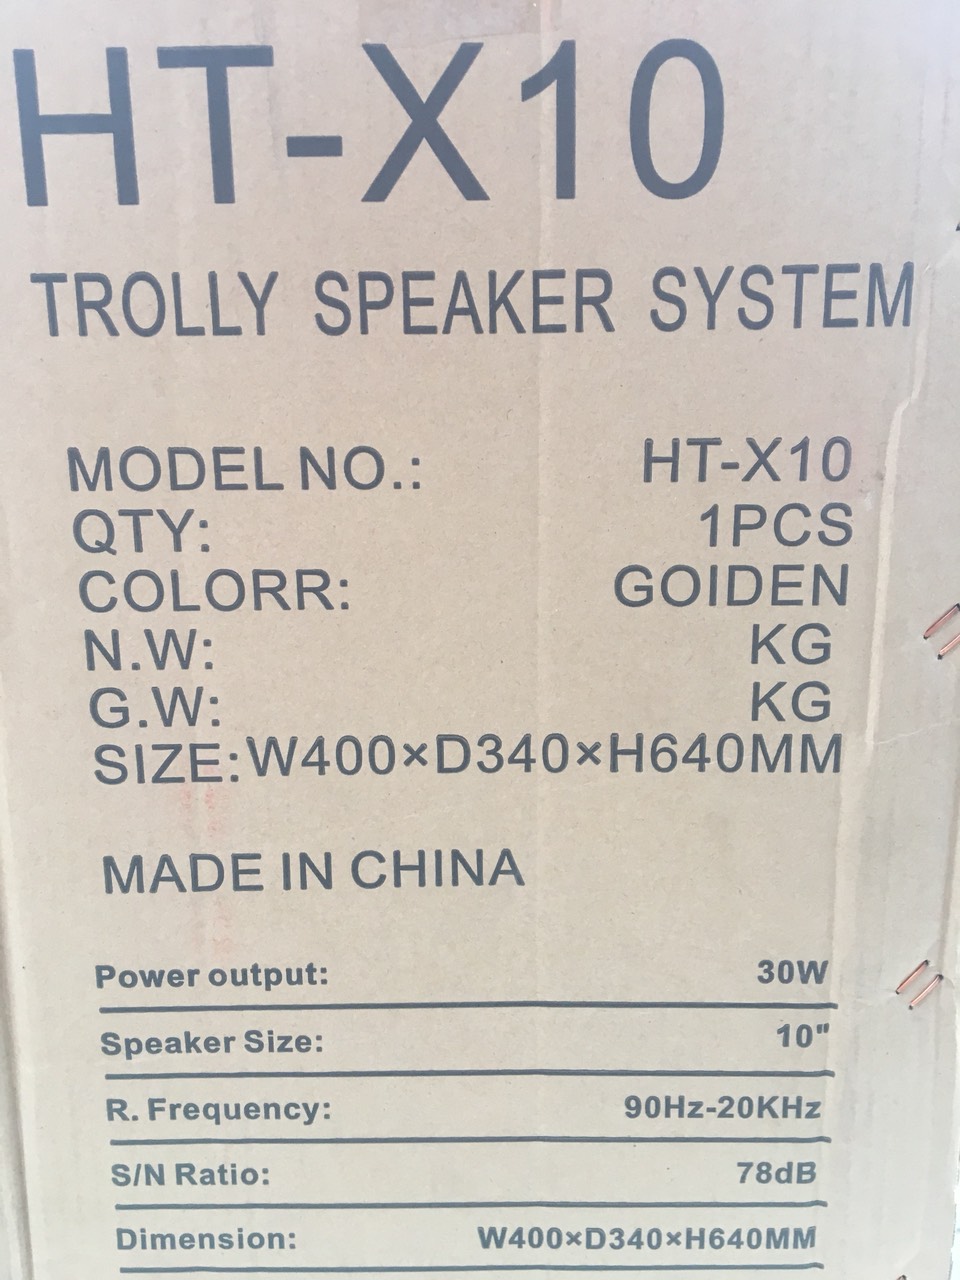 HT-X10
TROLLY SPEAKER SYSTEM
MODEL NO.: HT-X10
QTY: 1PCS
COLORR: GOIDEN
N.W: KG
G.W: KG
SIZE:W400×D340×H640MM
MADE IN CHINA
Power output: 30W
Speaker Size: 10"
R. Frequency: 90Hz-20KHz
S/N Ratio: 78dB
Dimension: W400×D340×H640MM